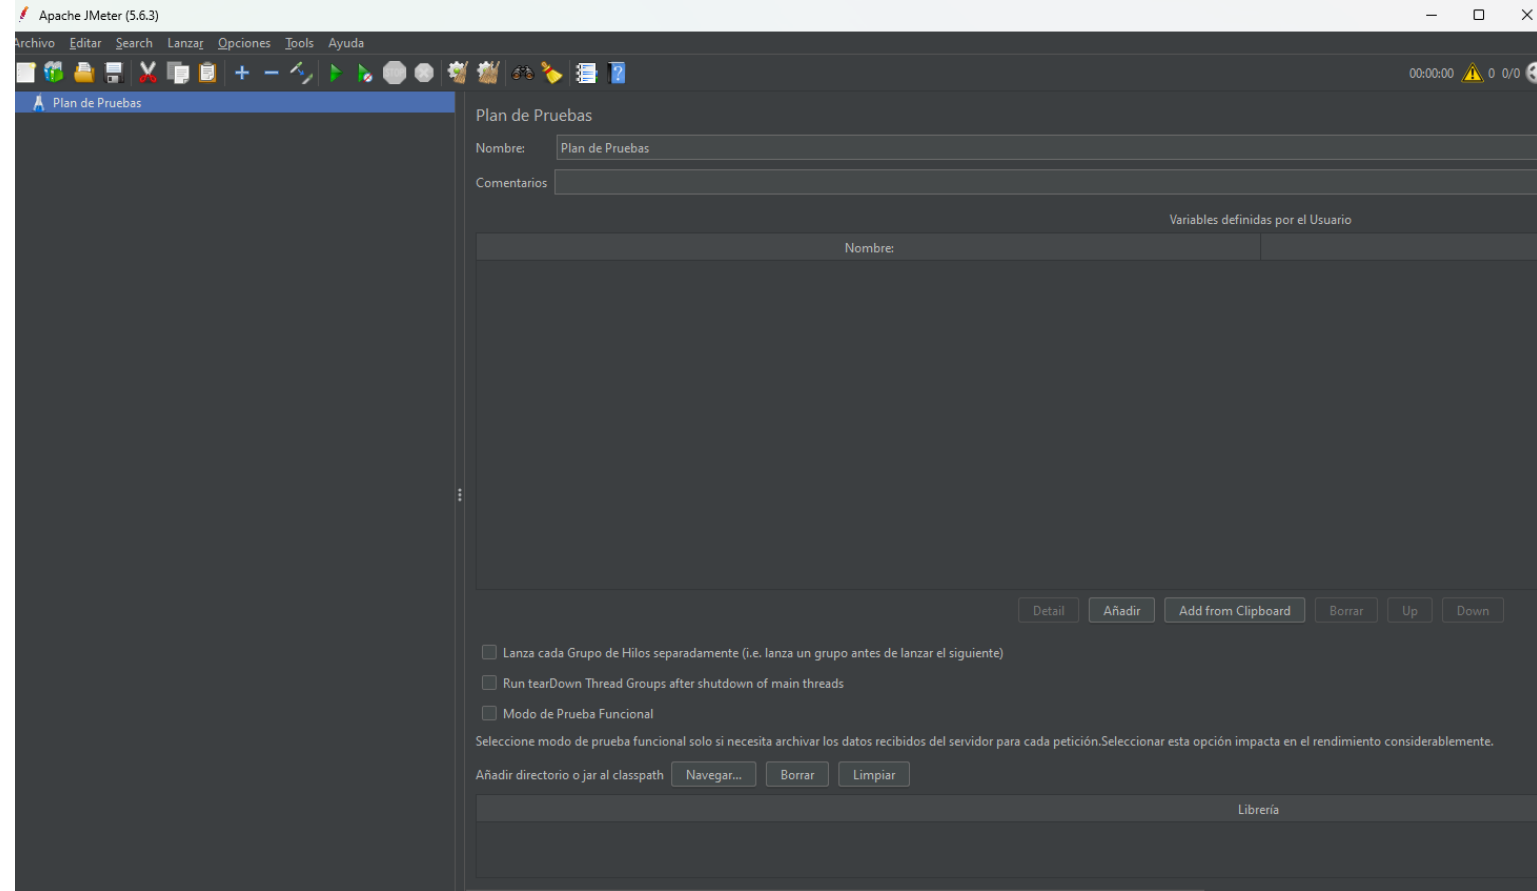 Apache JMeter (5.6.3)
Archivo Editar Search Lanzar Opciones Tools Ayuda
00:00:00 0 0/0
Plan de Pruebas
Plan de Pruebas
Nombre: Plan de Pruebas
Comentarios
Variables definidas por el Usuario
Nombre:
Detail Añadir Add from Clipboard Borrar Up Down
Lanza cada Grupo de Hilos separadamente (i.e. lanza un grupo antes de lanzar el siguiente)
Run tearDown Thread Groups after shutdown of main threads
Modo de Prueba Funcional
Seleccione modo de prueba funcional solo si necesita archivar los datos recibidos del servidor para cada petición.Seleccionar esta opción impacta en el rendimiento considerablemente.
Añadir directorio o jar al classpath Navegar... Borrar Limpiar
Librería